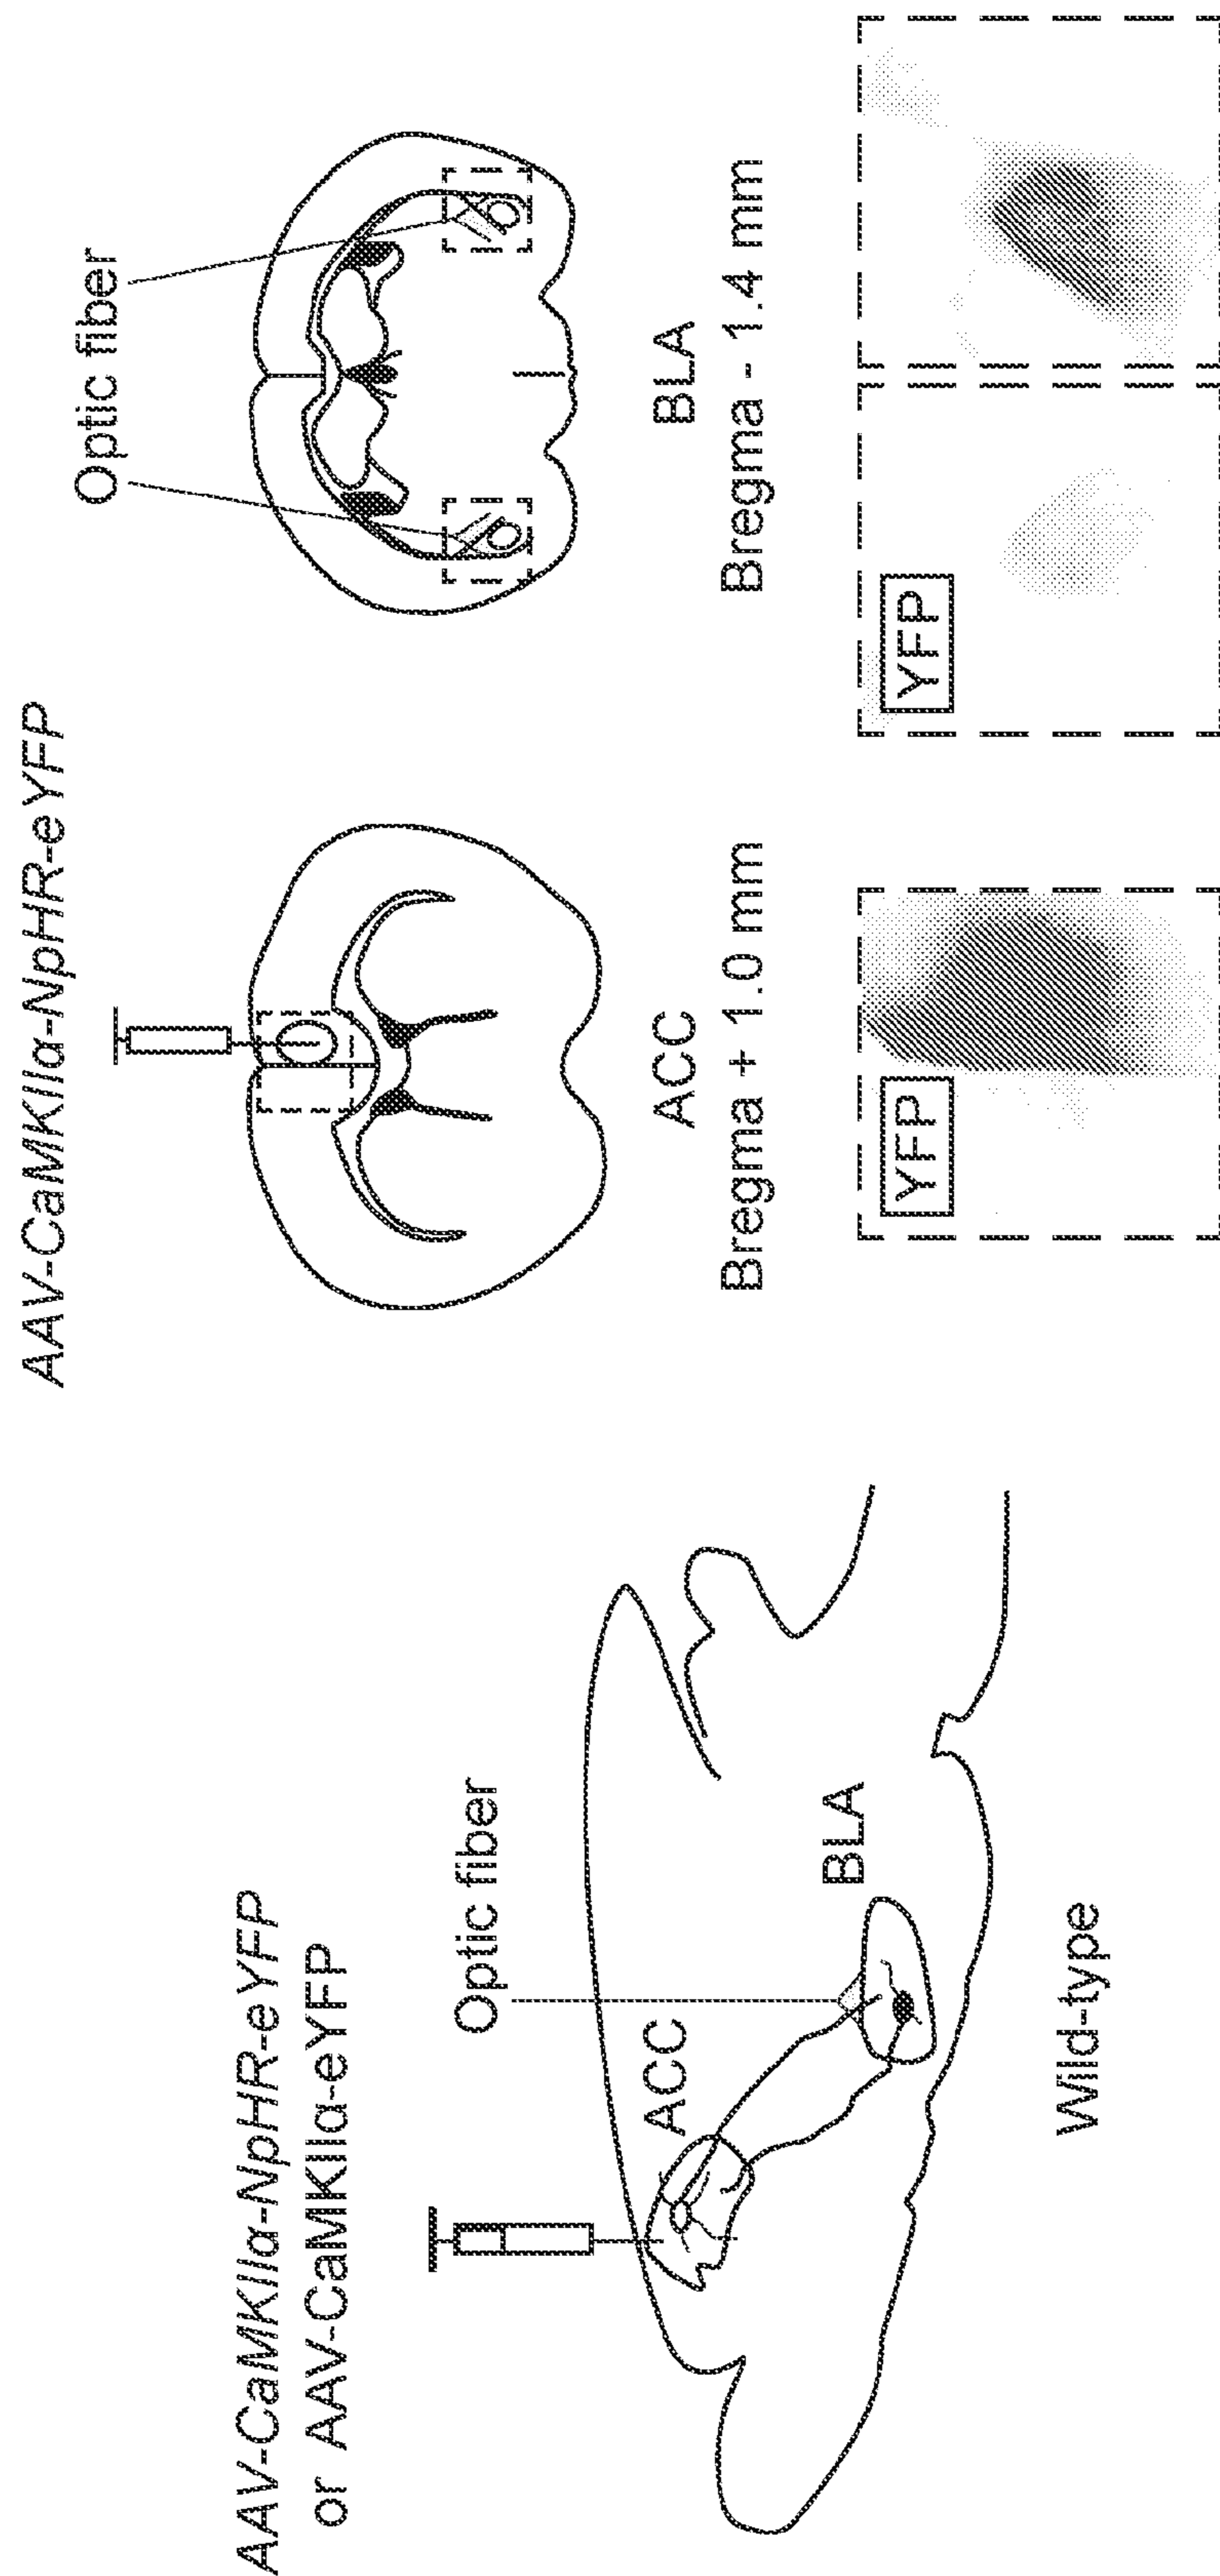 AAV-CaMKIIα-NpHR-eYFP
or AAV-CaMKIIα-eYFP
Optic fiber
ACC
BLA
Wild-type
AAV-CaMKIIα-NpHR-eYFP
Optic fiber
ACC
Bregma + 1.0 mm
BLA
Bregma - 1.4 mm
YFP
YFP